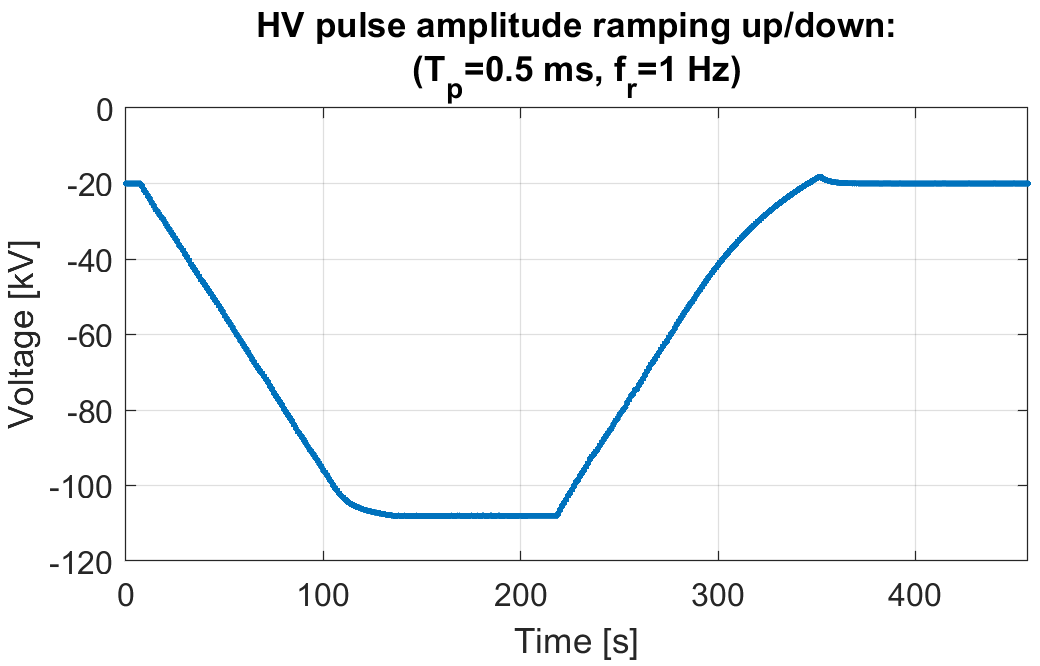 HV pulse amplitude ramping up/down:
(Tp=0.5 ms, fr=1 Hz)
Voltage [kV]
0
-20
-40
-60
-80
-100
-120
0 100 200 300 400
Time [s]